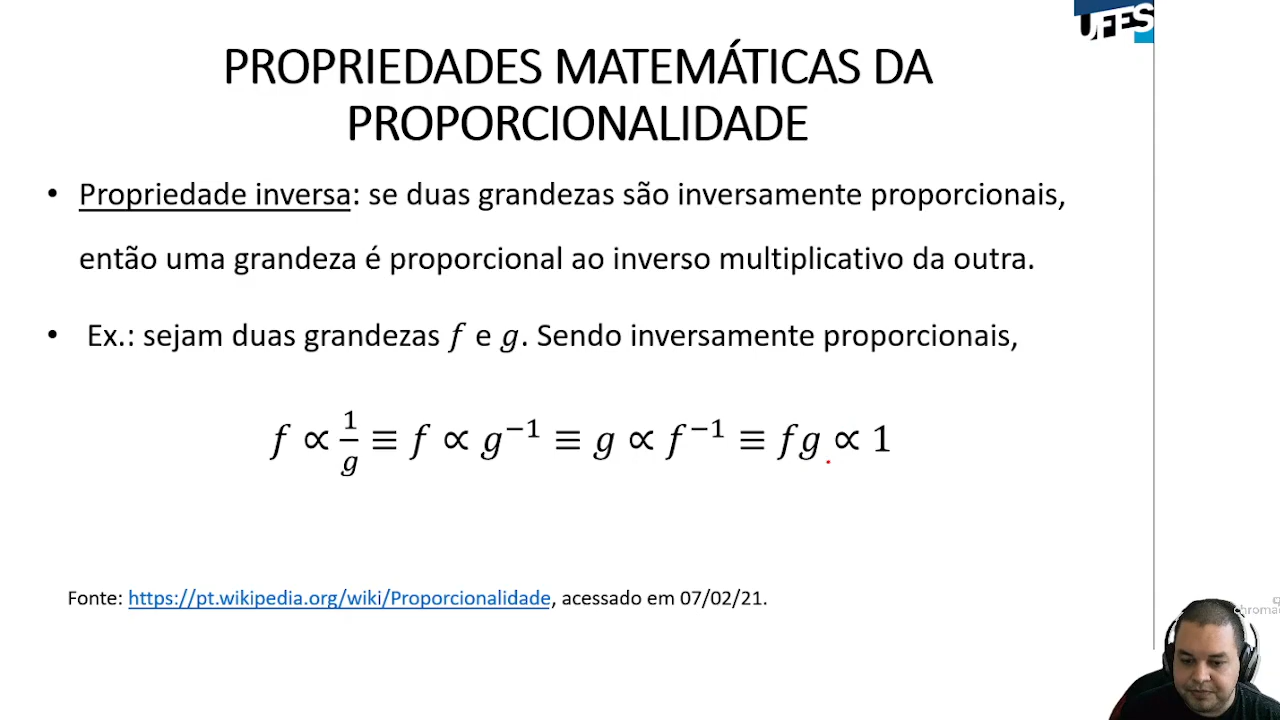 UFES
PROPRIEDADES MATEMÁTICAS DA
PROPORCIONALIDADE
• Propriedade inversa: se duas grandezas são inversamente proporcionais,
então uma grandeza é proporcional ao inverso multiplicativo da outra.
• Ex.: sejam duas grandezas f e g. Sendo inversamente proporcionais,
f ∝ 1/g ≡ f ∝ g⁻¹ ≡ g ∝ f⁻¹ ≡ fg ∝ 1
Fonte: https://pt.wikipedia.org/wiki/Proporcionalidade, acessado em 07/02/21.